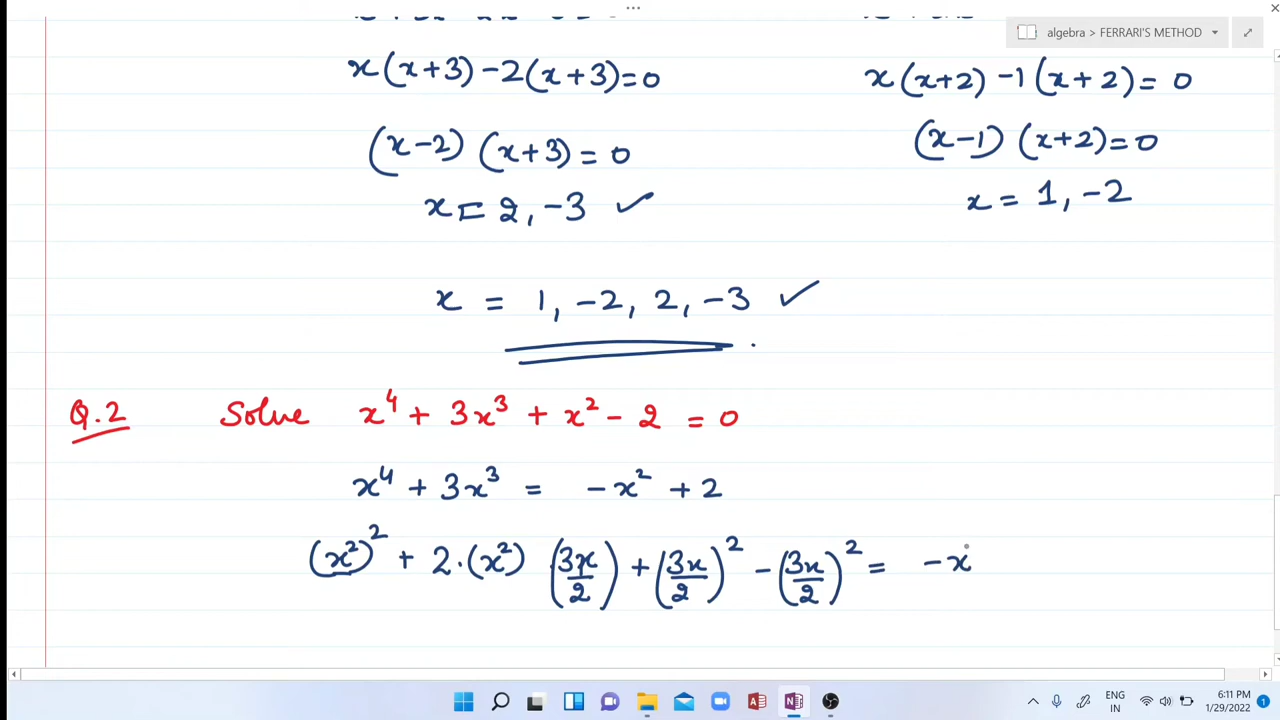 algebra > FERRARI'S METHOD
x(x+3)-2(x+3)=0
x(x+2)-1(x+2)=0
(x-2)(x+3)=0
(x-1)(x+2)=0
x = 2, -3 ✓
x = 1, -2
x = 1, -2, 2, -3 ✓
Q.2 Solve x⁴ + 3x³ + x² - 2 = 0
x⁴ + 3x³ = -x² + 2
(x²)² + 2·(x²)(3x/2) + (3x/2)² - (3x/2)² = -x
ENG
IN
6:11 PM
1/29/2022
1